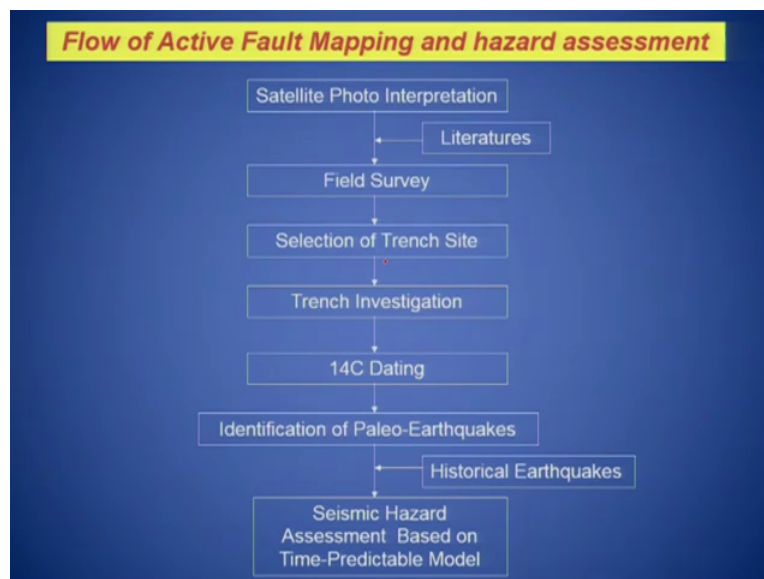 Flow of Active Fault Mapping and hazard assessment
Satellite Photo Interpretation
Literatures
Field Survey
Selection of Trench Site
Trench Investigation
14C Dating
Identification of Paleo-Earthquakes
Historical Earthquakes
Seismic Hazard
Assessment Based on
Time-Predictable Model